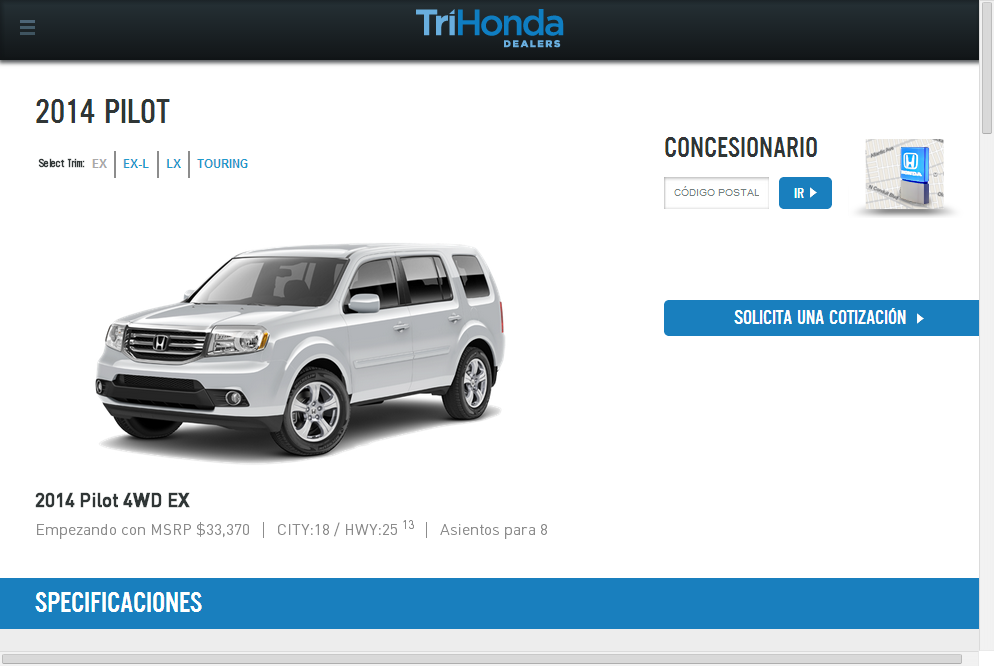 TriHonda
DEALERS
2014 PILOT
Select Trim: EX EX-L LX TOURING
CONCESIONARIO
CÓDIGO POSTAL IR
HONDA
SOLICITA UNA COTIZACIÓN
2014 Pilot 4WD EX
Empezando con MSRP $33,370 | CITY:18 / HWY:25 13 | Asientos para 8
SPECIFICACIONES